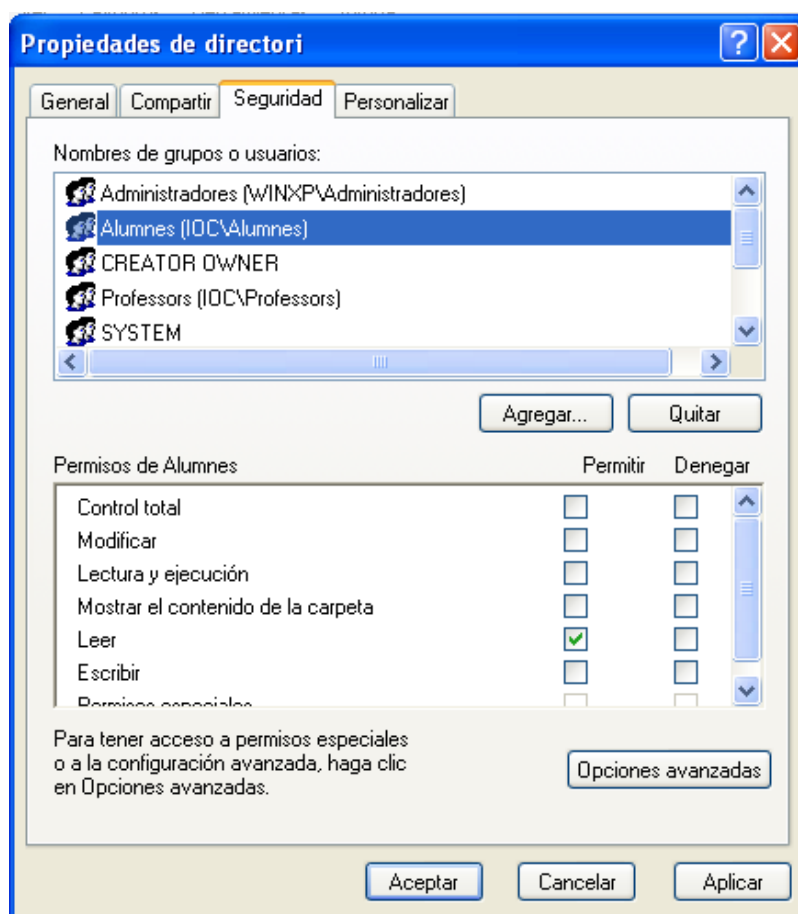 Propiedades de directori
General Compartir Seguridad Personalizar
Nombres de grupos o usuarios:
Administradores (WINXP\Administradores)
Alumnes (IOC\Alumnes)
CREATOR OWNER
Professors (IOC\Professors)
SYSTEM
Agregar... Quitar
Permisos de Alumnes Permitir Denegar
Control total
Modificar
Lectura y ejecución
Mostrar el contenido de la carpeta
Leer
Escribir
Permisos especiales
Para tener acceso a permisos especiales
o a la configuración avanzada, haga clic
en Opciones avanzadas.
Opciones avanzadas
Aceptar Cancelar Aplicar